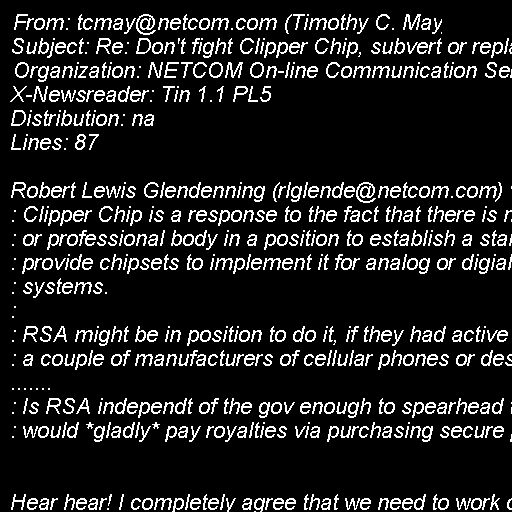 From: tcmay@netcom.com (Timothy C. May
Subject: Re: Don't fight Clipper Chip, subvert or
Organization: NETCOM On-line Communication
X-Newsreader: Tin 1.1 PL5
Distribution: na
Lines: 87
Robert Lewis Glendenning (rlglende@netcom.com)
: Clipper Chip is a response to the fact that there is
: or professional body in a position to establish a
: provide chipsets to implement it for analog or digial
: systems.
:
: RSA might be in position to do it, if they had active
: a couple of manufacturers of cellular phones or
.......
: Is RSA independt of the gov enough to spearhead
: would *gladly* pay royalties via purchasing secure
Hear hear! I completely agree that we need to work